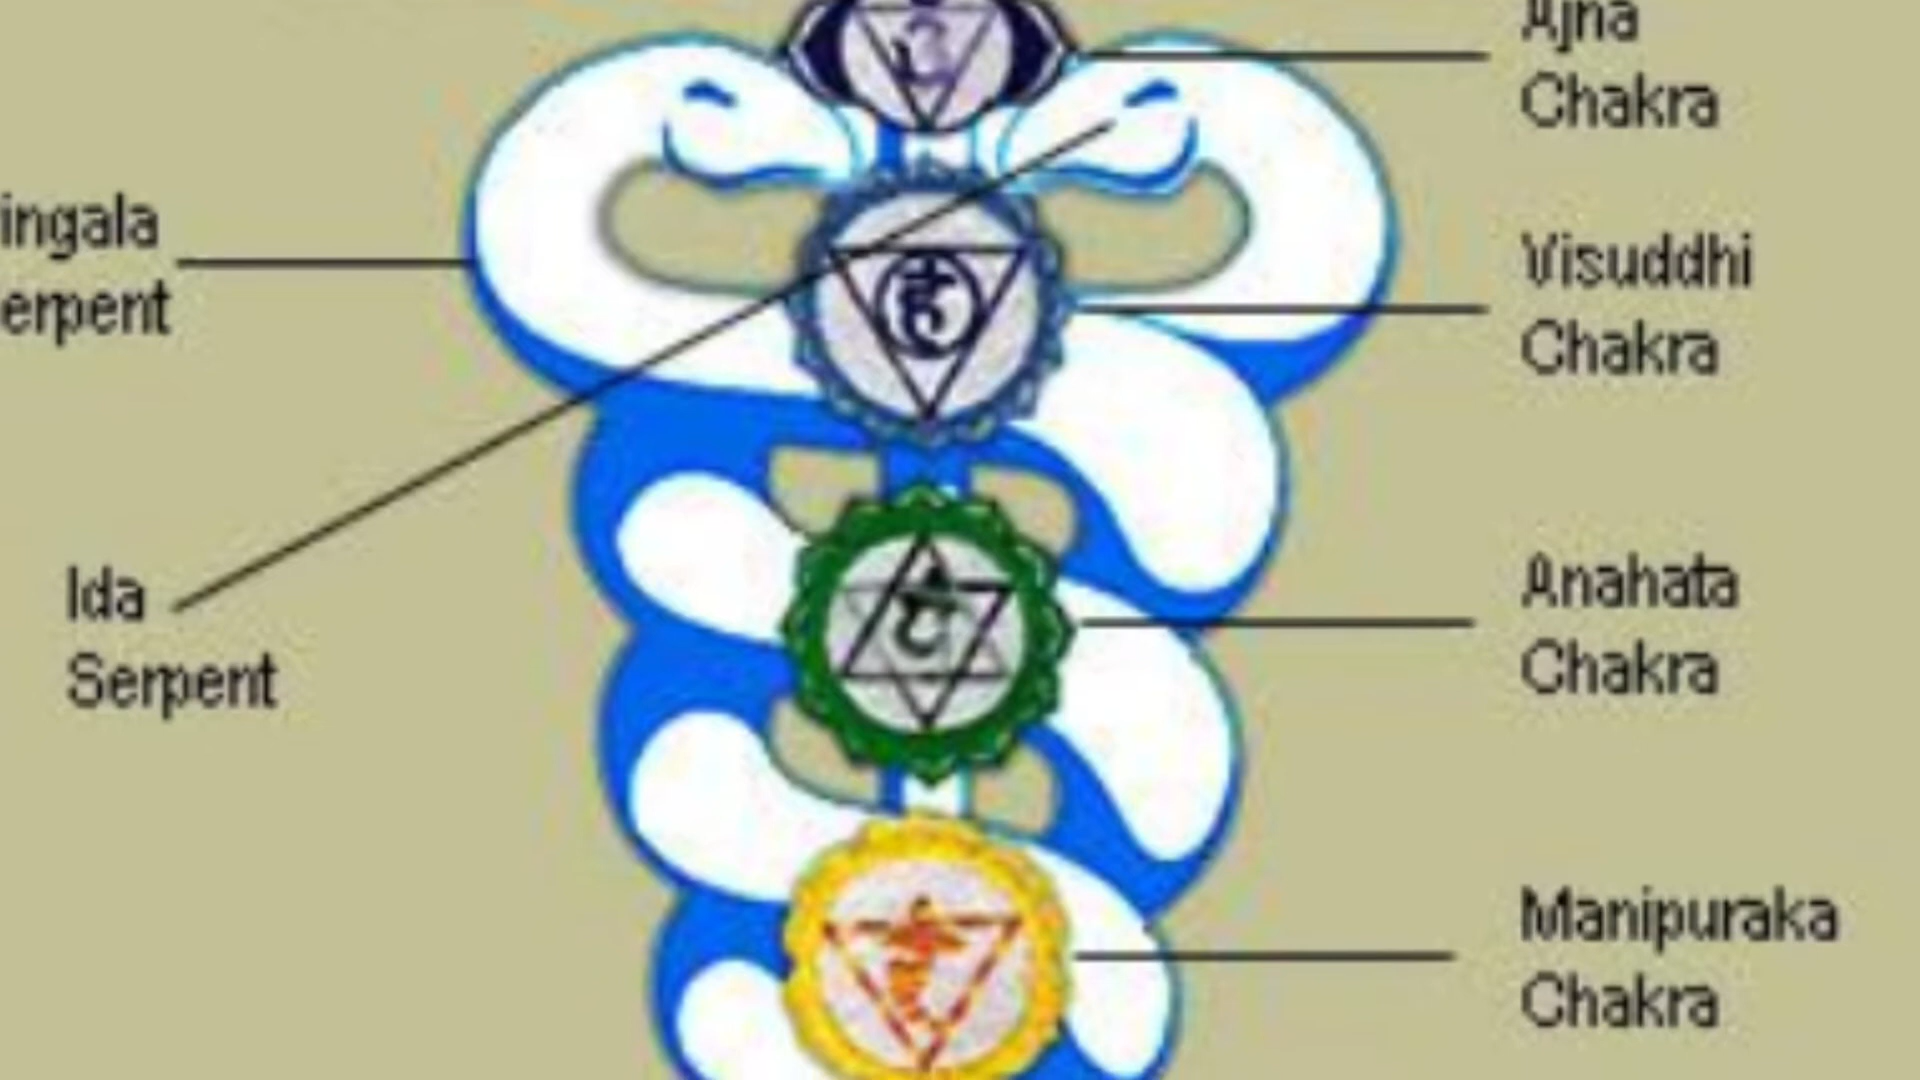 Ajna
Chakra
ingala
erpent
Visuddhi
Chakra
Ida
Serpent
Anahata
Chakra
Manipuraka
Chakra